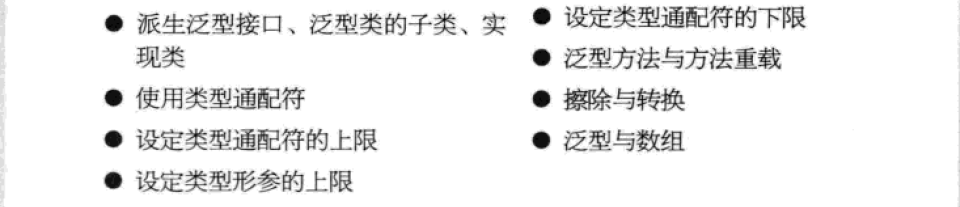 ● 派生泛型接口、泛型类的子类、实
现类
● 使用类型通配符
● 设定类型通配符的上限
● 设定类型形参的上限
● 设定类型通配符的下限
● 泛型方法与方法重载
● 擦除与转换
● 泛型与数组